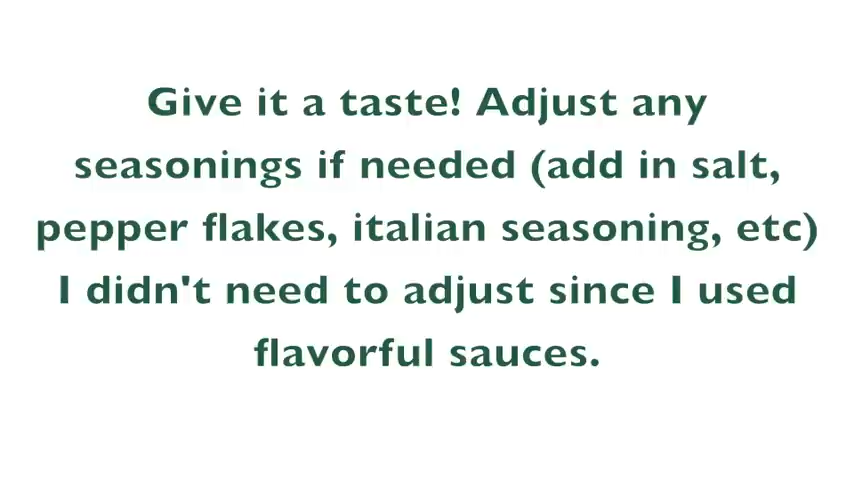 Give it a taste! Adjust any
seasonings if needed (add in salt,
pepper flakes, italian seasoning, etc)
I didn't need to adjust since I used
flavorful sauces.